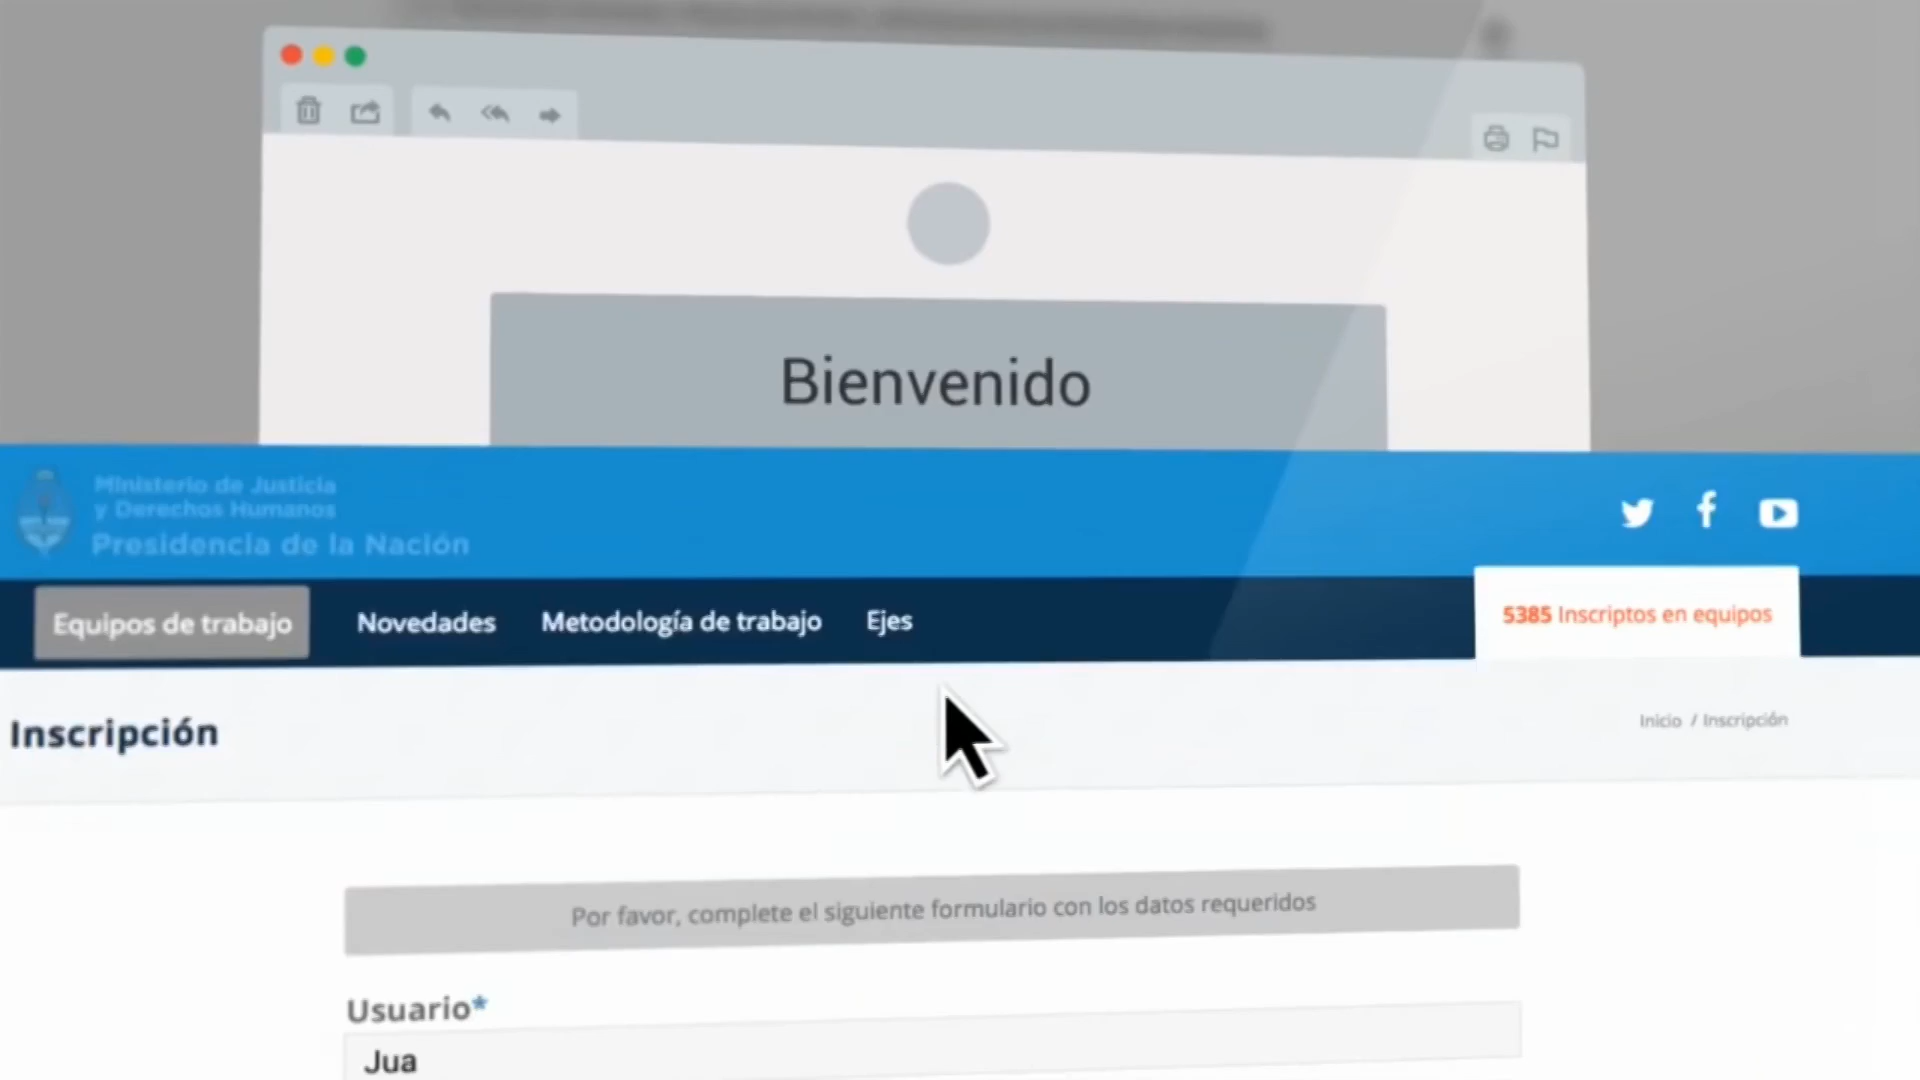 Bienvenido
Ministerio de Justicia
y Derechos Humanos
Presidencia de la Nación
Equipos de trabajo
Novedades
Metodología de trabajo
Ejes
5385 Inscriptos en equipos
Inscripción
Inicio / Inscripción
Por favor, complete el siguiente formulario con los datos requeridos
Usuario*
Jua